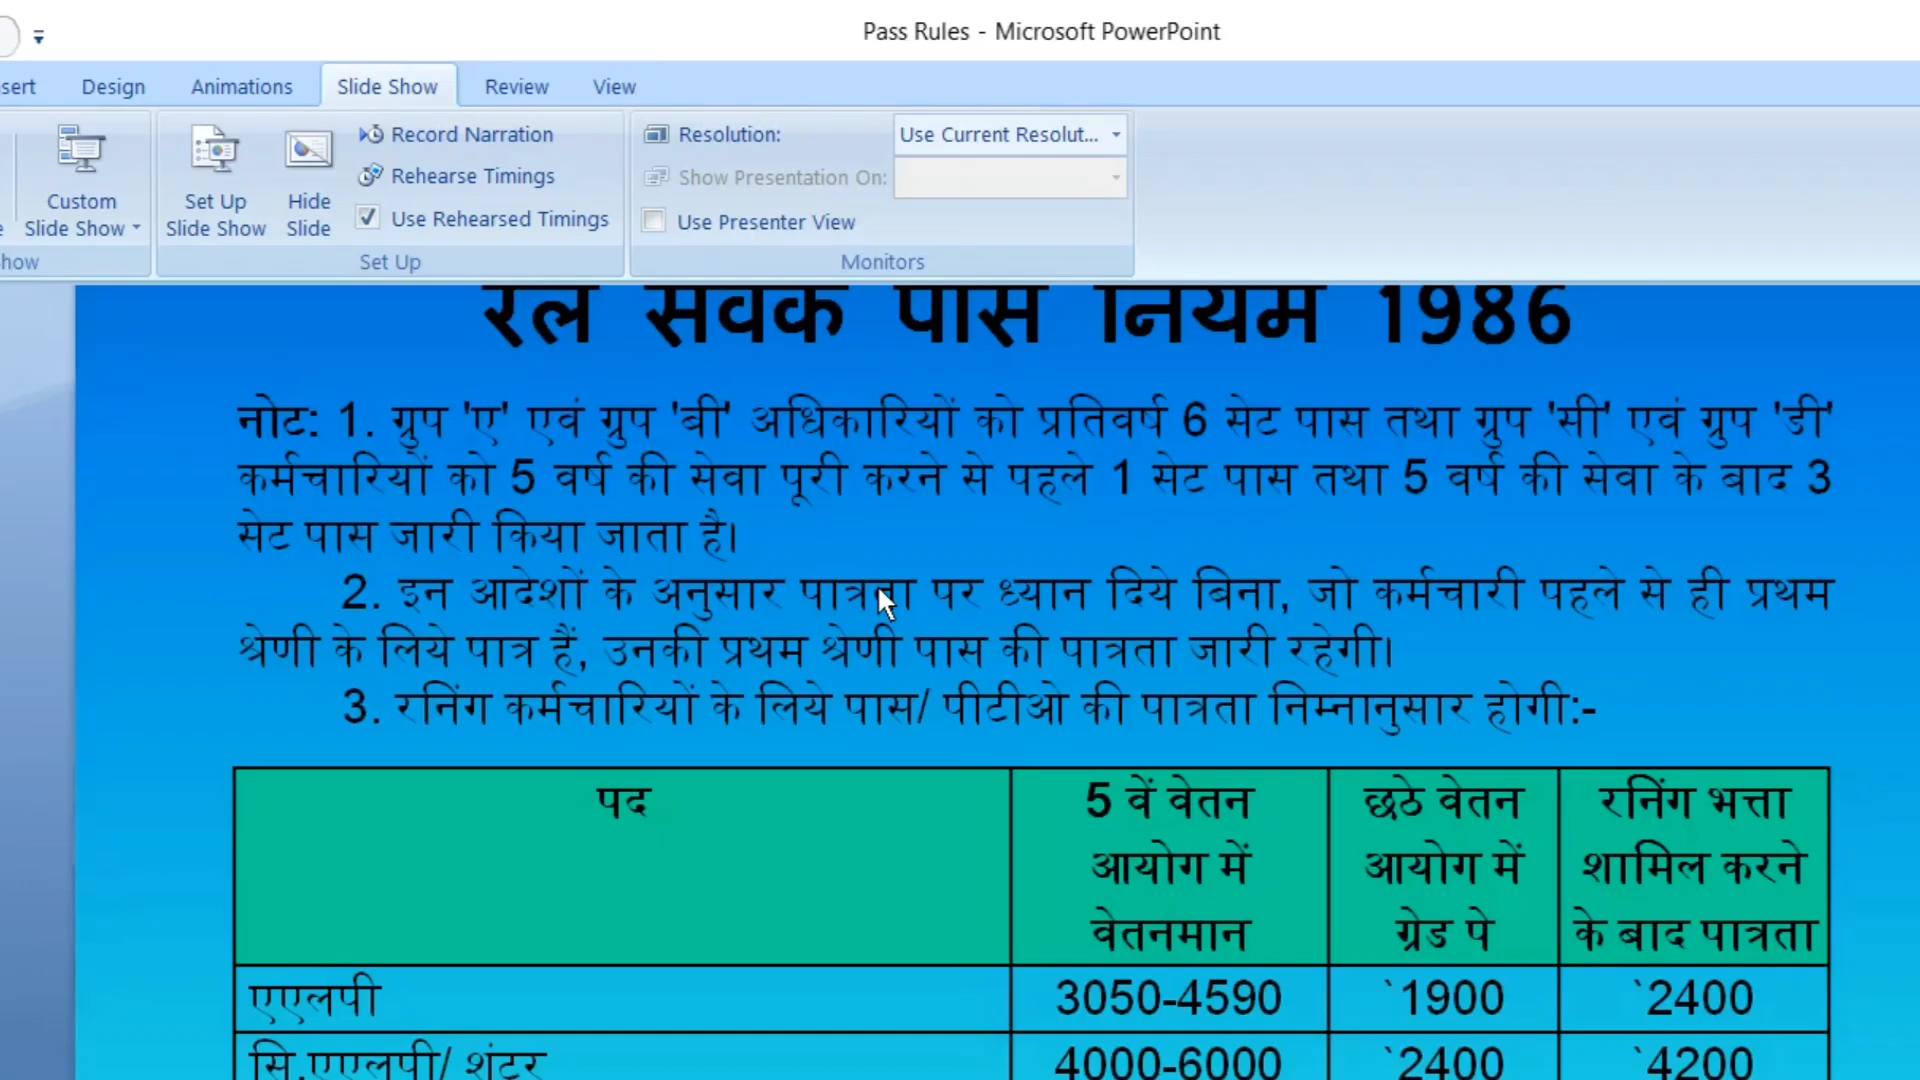 Pass Rules - Microsoft PowerPoint
sert Design Animations Slide Show Review View
Custom Slide Show
Set Up Slide Show
Hide Slide
Record Narration
Rehearse Timings
Use Rehearsed Timings
Set Up
Resolution: Use Current Resolut...
Show Presentation On:
Use Presenter View
Monitors
how
रेल सेवक पास नियम 1986
नोट: 1. ग्रुप 'ए' एवं ग्रुप 'बी' अधिकारियों को प्रतिवर्ष 6 सेट पास तथा ग्रुप 'सी' एवं ग्रुप 'डी'
कर्मचारियों को 5 वर्ष की सेवा पूरी करने से पहले 1 सेट पास तथा 5 वर्ष की सेवा के बाद 3
सेट पास जारी किया जाता है।
2. इन आदेशों के अनुसार पात्रता पर ध्यान दिये बिना, जो कर्मचारी पहले से ही प्रथम
श्रेणी के लिये पात्र हैं, उनकी प्रथम श्रेणी पास की पात्रता जारी रहेगी।
3. रनिंग कर्मचारियों के लिये पास/ पीटीओ की पात्रता निम्नानुसार होगी:-
पद
5 वें वेतन
आयोग में
वेतनमान
छठे वेतन
आयोग में
ग्रेड पे
रनिंग भत्ता
शामिल करने
के बाद पात्रता
एएलपी 3050-4590 `1900 `2400
सि.एएलपी/ शंटर 4000-6000 `2400 `4200